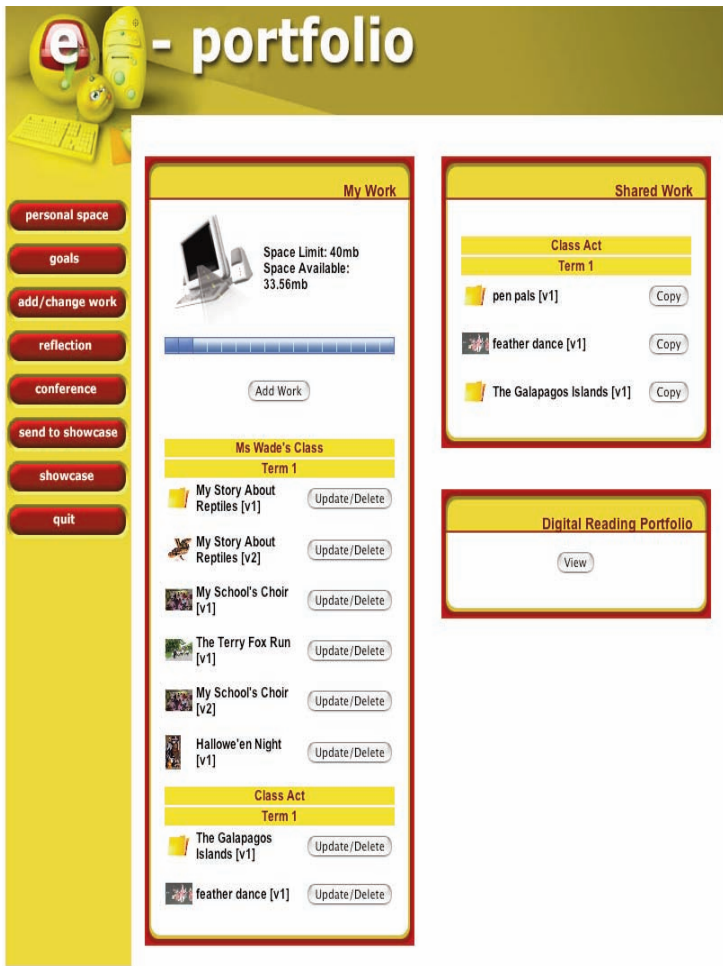 e - portfolio
personal space
goals
add/change work
reflection
conference
send to showcase
showcase
quit
My Work
Space Limit: 40mb
Space Available:
33.56mb
Add Work
Ms Wade's Class
Term 1
My Story About
Reptiles [v1]
Update/Delete
My Story About
Reptiles [v2]
Update/Delete
My School's Choir
[v1]
Update/Delete
The Terry Fox Run
[v1]
Update/Delete
My School's Choir
[v2]
Update/Delete
Hallowe'en Night
[v1]
Update/Delete
Class Act
Term 1
The Galapagos
Islands [v1]
Update/Delete
feather dance [v1]
Update/Delete
Shared Work
Class Act
Term 1
pen pals [v1]
Copy
feather dance [v1]
Copy
The Galapagos Islands [v1]
Copy
Digital Reading Portfolio
View